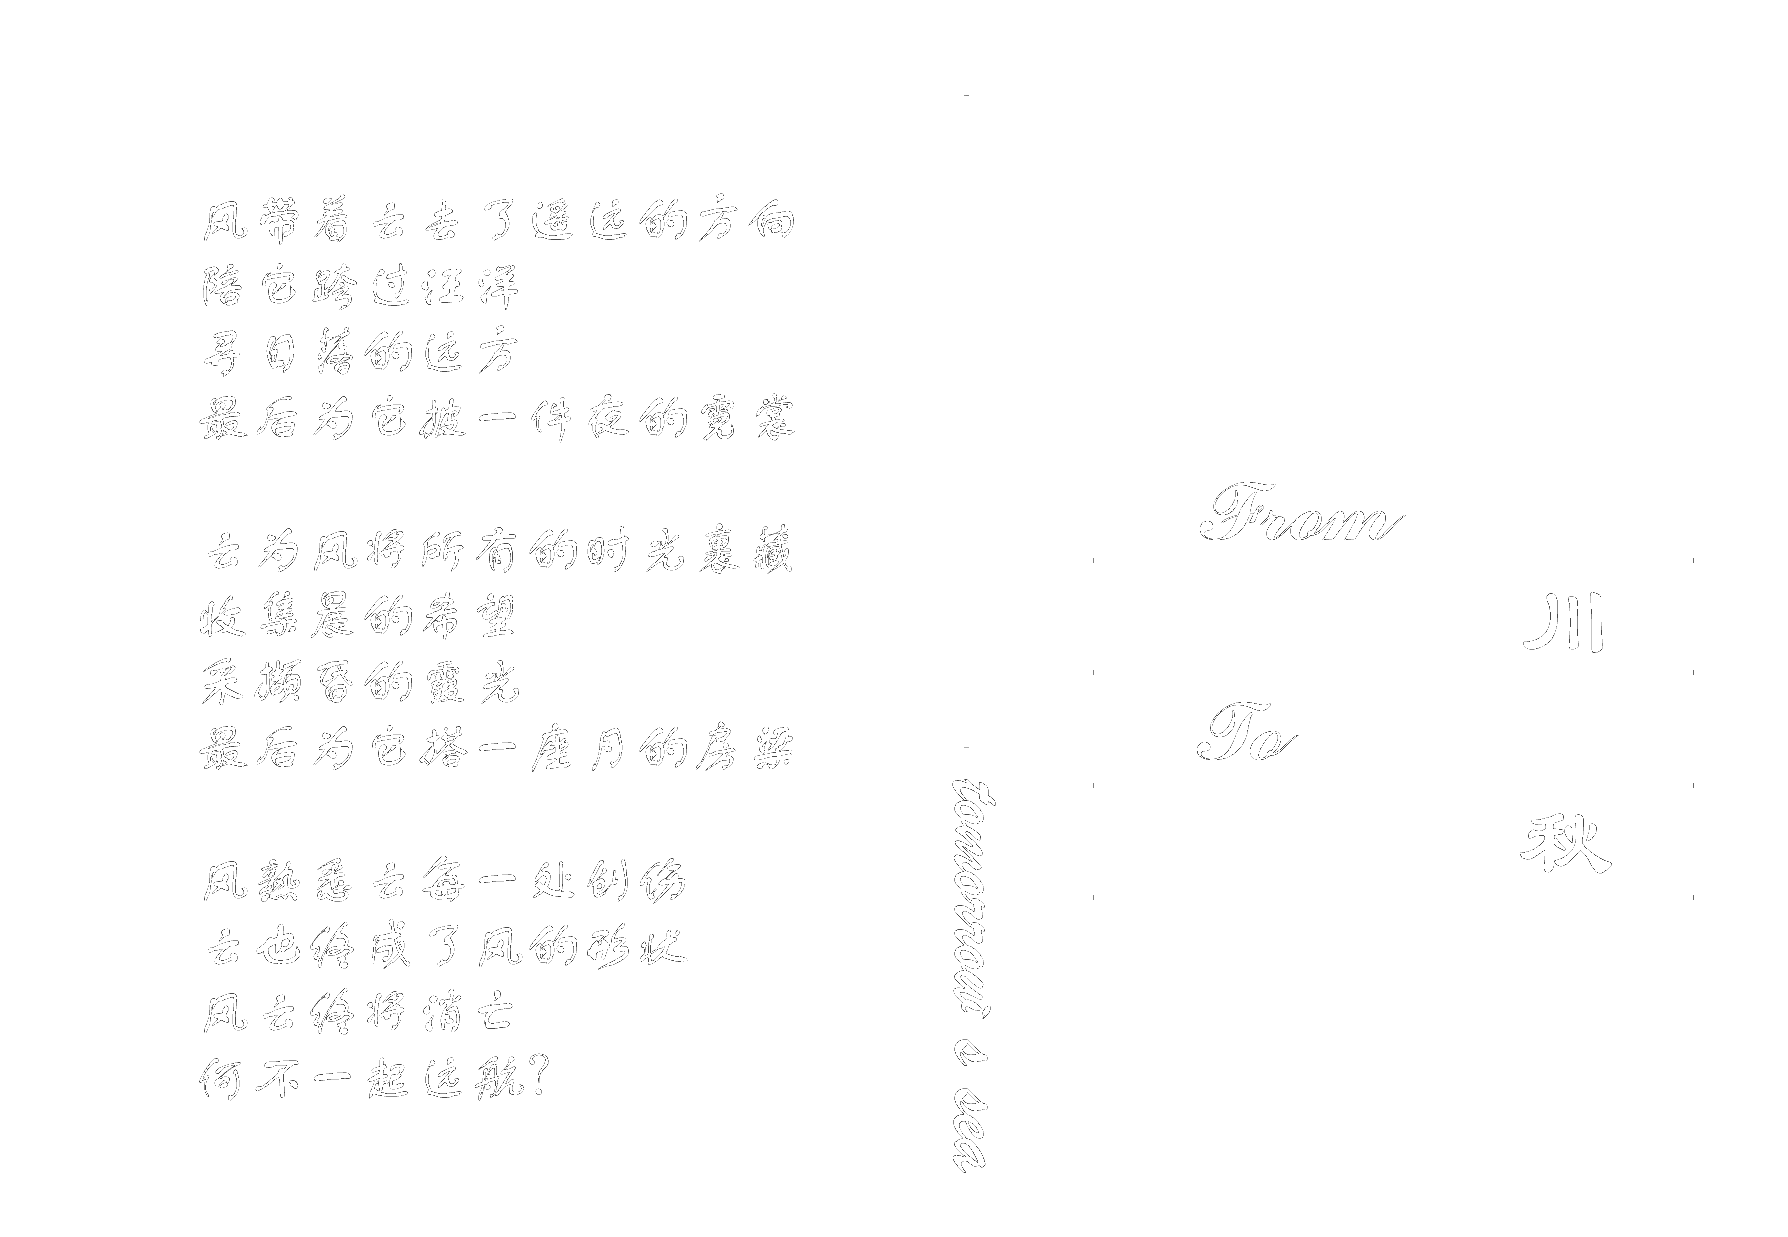 风带着云去了遥远的方向
陪它跨过汪洋
寻日落的远方
最后为它披一件夜的霓裳
云为风将所有的时光裹藏
收集晨的希望
采撷昏的霞光
最后为它搭一座月的房梁
风熟悉云每一处创伤
云也终成了风的形状
风云终将消亡
何不一起远航?
tomorrow s sea
From
川
To
秋